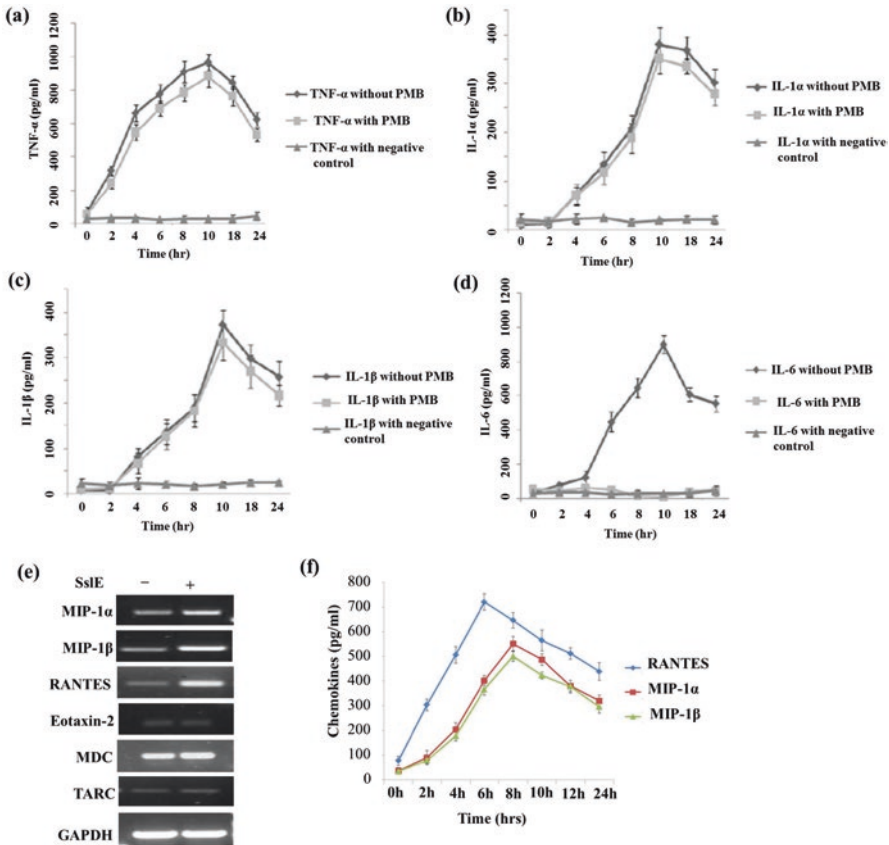 (a)
1200
1000
800
600
400
200
0
TNF-α (pg/ml)
0 2 4 6 8 10 18 24
Time (hr)
TNF-α without PMB
TNF-α with PMB
TNF-α with negative
control
(b)
400
300
200
100
0
IL-1α (pg/ml)
0 2 4 6 8 10 18 24
Time (hr)
IL-1α without PMB
IL-1α with PMB
IL-1α with negative
control
(c)
400
300
200
100
0
IL-1β (pg/ml)
0 2 4 6 8 10 18 24
Time (hr)
IL-1β without PMB
IL-1β with PMB
IL-1β with negative
control
(d)
1000
800
600
400
200
0
IL-6 (pg/ml)
0 2 4 6 8 10 18 24
Time (hr)
IL-6 without PMB
IL-6 with PMB
IL-6 with negative
control
(e)
SslE − +
MIP-1α
MIP-1β
RANTES
Eotaxin-2
MDC
TARC
GAPDH
(f)
800
700
600
500
400
300
200
100
0
Chemokines (pg/ml)
0h 2h 4h 6h 8h 10h 12h 24h
Time (hrs)
RANTES
MIP-1α
MIP-1β